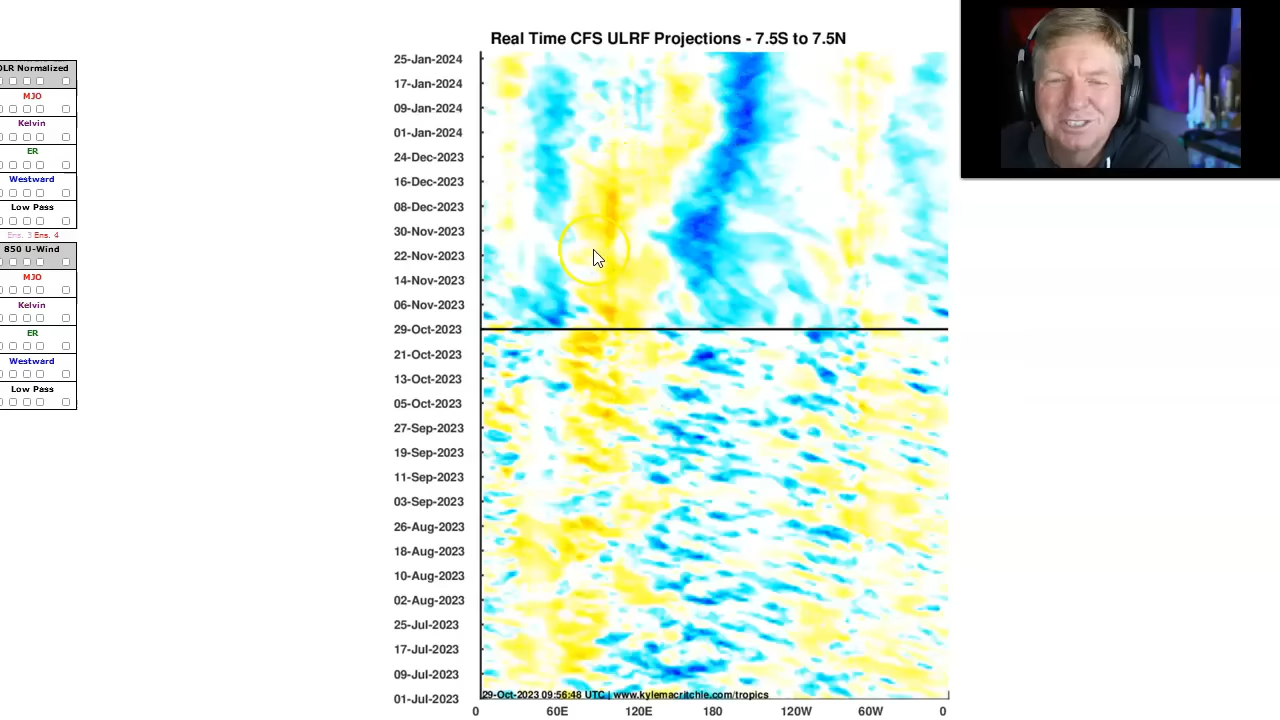 Real Time CFS ULRF Projections - 7.5S to 7.5N
OLR Normalized
MJO
Kelvin
ER
Westward
Low Pass
Ens. 3 Ens. 4
850 U-Wind
MJO
Kelvin
ER
Westward
Low Pass
25-Jan-2024
17-Jan-2024
09-Jan-2024
01-Jan-2024
24-Dec-2023
16-Dec-2023
08-Dec-2023
30-Nov-2023
22-Nov-2023
14-Nov-2023
06-Nov-2023
29-Oct-2023
21-Oct-2023
13-Oct-2023
05-Oct-2023
27-Sep-2023
19-Sep-2023
11-Sep-2023
03-Sep-2023
26-Aug-2023
18-Aug-2023
10-Aug-2023
02-Aug-2023
25-Jul-2023
17-Jul-2023
09-Jul-2023
01-Jul-2023
29-Oct-2023 09:56:48 UTC | www.kylemacritchie.com/tropics
0 60E 120E 180 120W 60W 0